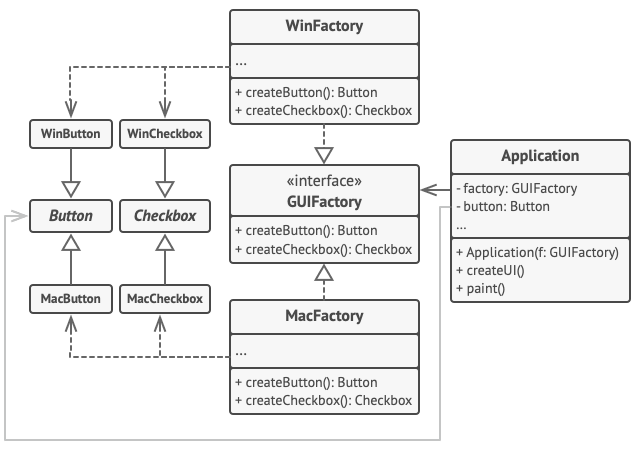 WinFactory
...
+ createButton(): Button
+ createCheckbox(): Checkbox
WinButton
WinCheckbox
Button
Checkbox
MacButton
MacCheckbox
«interface»
GUIFactory
+ createButton(): Button
+ createCheckbox(): Checkbox
MacFactory
...
+ createButton(): Button
+ createCheckbox(): Checkbox
Application
- factory: GUIFactory
- button: Button
...
+ Application(f: GUIFactory)
+ createUI()
+ paint()